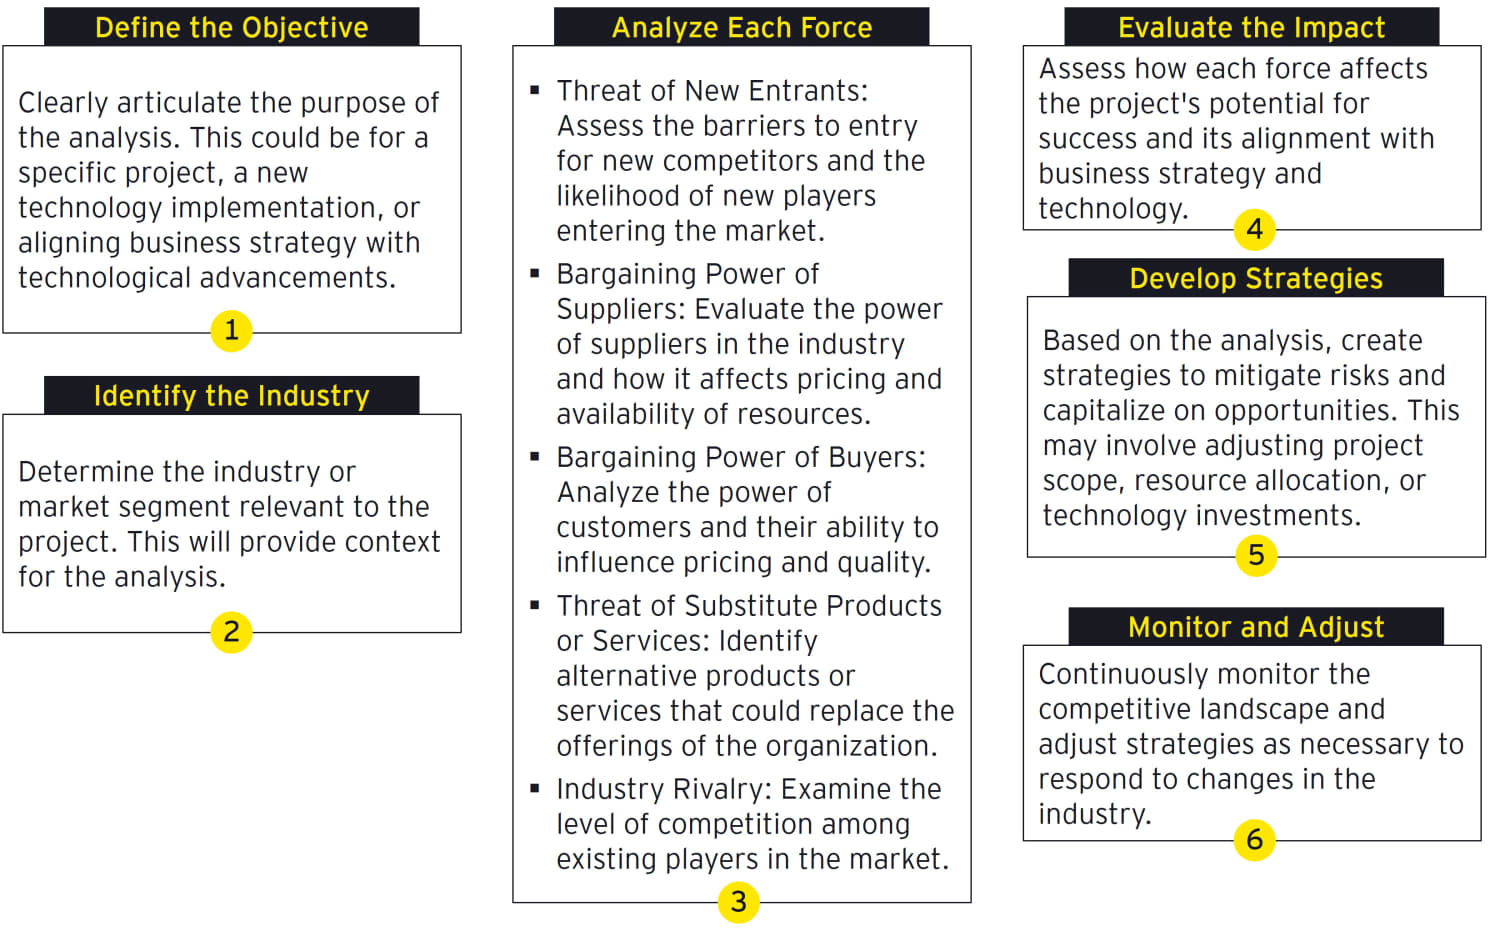 Define the Objective
Clearly articulate the purpose of
the analysis. This could be for a
specific project, a new
technology implementation, or
aligning business strategy with
technological advancements.
1
Identify the Industry
Determine the industry or
market segment relevant to the
project. This will provide context
for the analysis.
2
Analyze Each Force
▪ Threat of New Entrants:
Assess the barriers to entry
for new competitors and the
likelihood of new players
entering the market.
▪ Bargaining Power of
Suppliers: Evaluate the power
of suppliers in the industry
and how it affects pricing and
availability of resources.
▪ Bargaining Power of Buyers:
Analyze the power of
customers and their ability to
influence pricing and quality.
▪ Threat of Substitute Products
or Services: Identify
alternative products or
services that could replace the
offerings of the organization.
▪ Industry Rivalry: Examine the
level of competition among
existing players in the market.
3
Evaluate the Impact
Assess how each force affects
the project's potential for
success and its alignment with
business strategy and
technology.
4
Develop Strategies
Based on the analysis, create
strategies to mitigate risks and
capitalize on opportunities. This
may involve adjusting project
scope, resource allocation, or
technology investments.
5
Monitor and Adjust
Continuously monitor the
competitive landscape and
adjust strategies as necessary to
respond to changes in the
industry.
6